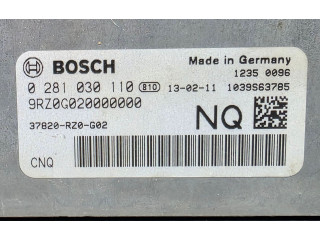 BOSCH
Made in Germany
1235 0096
0 281 030 110 B10 13-02-11 1039S63785
9RZ0G020000000
NQ
37820-RZ0-G02
CNQ